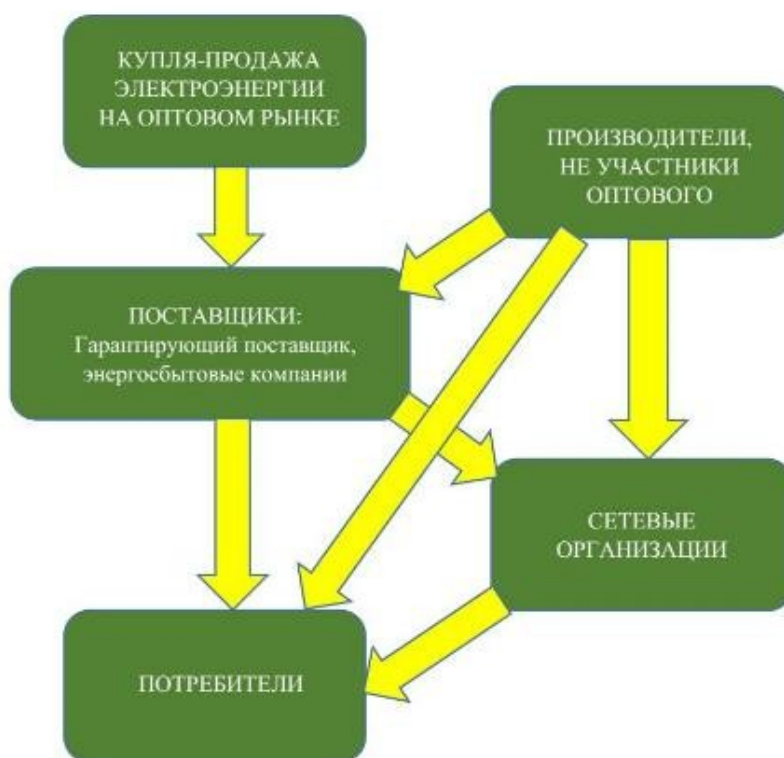 КУПЛЯ-ПРОДАЖА
ЭЛЕКТРОЭНЕРГИИ
НА ОПТОВОМ РЫНКЕ
ПРОИЗВОДИТЕЛИ,
НЕ УЧАСТНИКИ
ОПТОВОГО
ПОСТАВЩИКИ:
Гарантирующий поставщик,
энергосбытовые компании
СЕТЕВЫЕ
ОРГАНИЗАЦИИ
ПОТРЕБИТЕЛИ